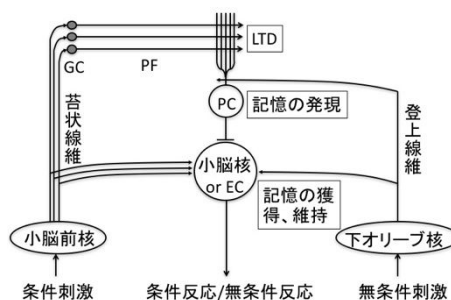 LTD
GC
PF
PC
記憶の発現
苔状線維
登上線維
小脳核
or EC
記憶の獲
得、維持
小脳前核
下オリーブ核
条件刺激
条件反応/無条件反応
無条件刺激